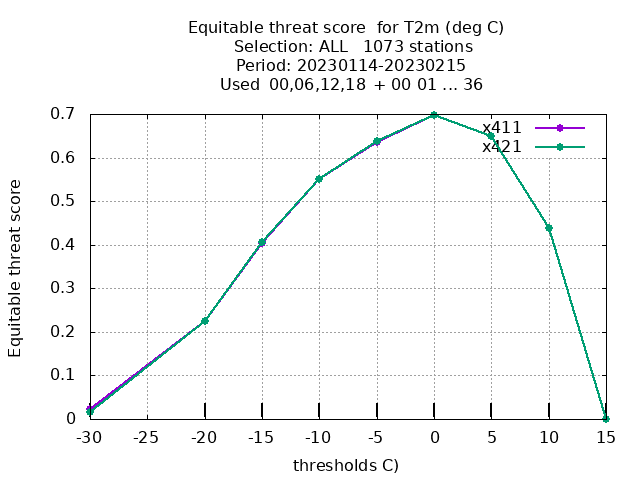 Equitable threat score  for T2m (deg C)
Selection: ALL   1073 stations
Period: 20230114-20230215
Used  00,06,12,18  + 00 01 ... 36
Equitable threat score
0.7
0.6
0.5
0.4
0.3
0.2
0.1
0
x411
x421
-30 -25 -20 -15 -10 -5 0 5 10 15
thresholds C)